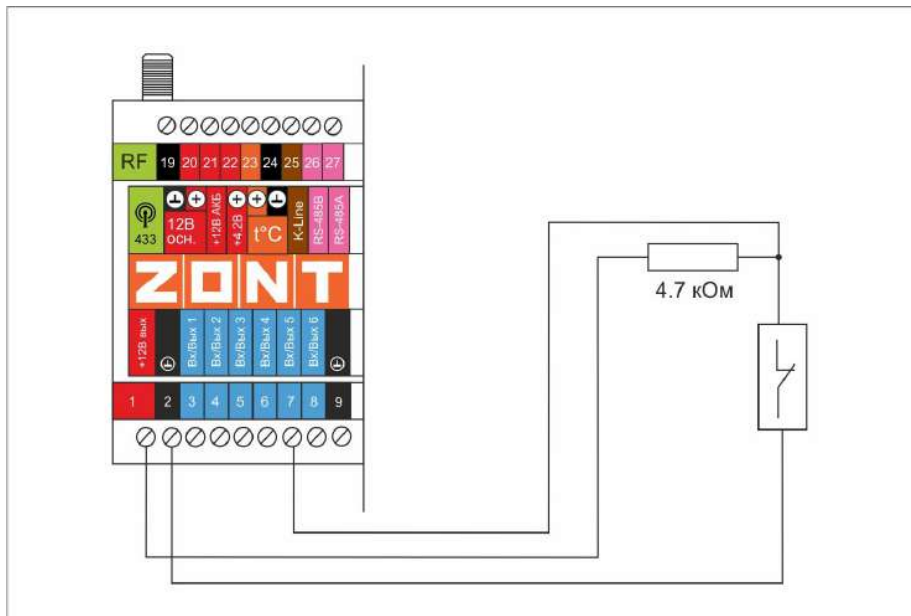 RF 19 20 21 22 23 24 25 26 27
433
12В
осн.
+12В АКБ
+4.2В
t°C
K-Line
RS-485B
RS-485A
ZONT
+12В вых
Вх/Вых 1
Вх/Вых 2
Вх/Вых 3
Вх/Вых 4
Вх/Вых 5
Вх/Вых 6
1 2 3 4 5 6 7 8 9
4.7 кОм